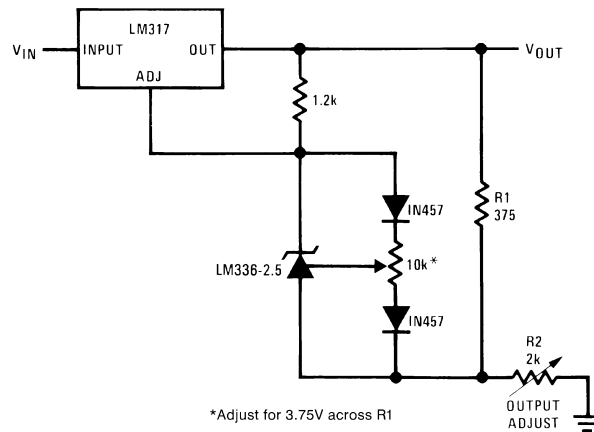 LM317
V_IN
INPUT
OUT
V_OUT
ADJ
1.2k
R1
375
IN457
LM336-2.5
10k*
IN457
R2
2k
OUTPUT
ADJUST
*Adjust for 3.75V across R1